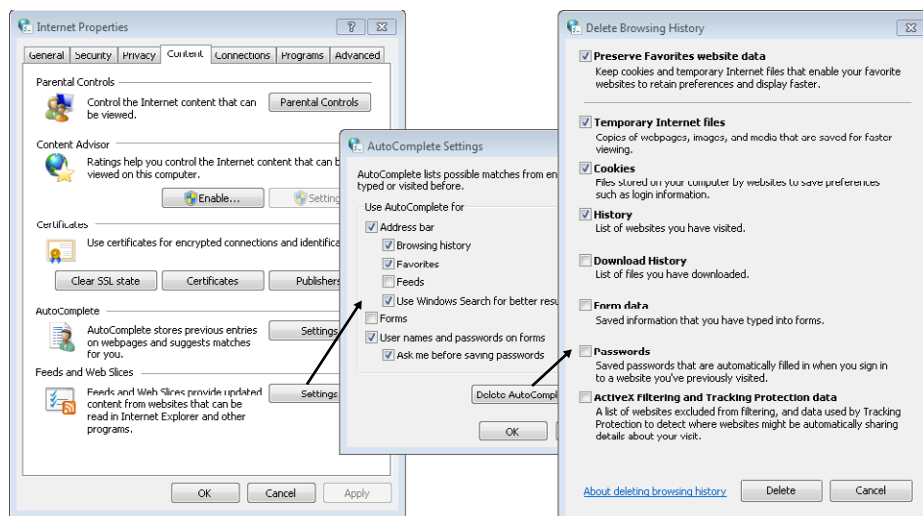 Internet Properties
General Security Privacy Content Connections Programs Advanced
Parental Controls
Control the Internet content that can
be viewed.
Parental Controls
Content Advisor
Ratings help you control the Internet content that can b
viewed on this computer.
Enable...
Setting
Certificates
Use certificates for encrypted connections and identifica
Clear SSL state
Certificates
Publishers
AutoComplete
AutoComplete stores previous entries
on webpages and suggests matches
for you.
Settings
Feeds and Web Slices
Feeds and Web Slices provide updated
content from websites that can be
read in Internet Explorer and other
programs.
Settings
OK Cancel Apply
AutoComplete Settings
AutoComplete lists possible matches from en
typed or visited before.
Use AutoComplete for
Address bar
Browsing history
Favorites
Feeds
Use Windows Search for better resu
Forms
User names and passwords on forms
Ask me before saving passwords
Delete AutoCompl
OK
Delete Browsing History
Preserve Favorites website data
Keep cookies and temporary Internet files that enable your favorite
websites to retain preferences and display faster.
Temporary Internet files
Copies of webpages, images, and media that are saved for faster
viewing.
Cookies
Files stored on your computer by websites to save preferences
such as login information.
History
List of websites you have visited.
Download History
List of files you have downloaded.
Form data
Saved information that you have typed into forms.
Passwords
Saved passwords that are automatically filled in when you sign in
to a website you've previously visited.
ActiveX Filtering and Tracking Protection data
A list of websites excluded from filtering, and data used by Tracking
Protection to detect where websites might be automatically sharing
details about your visit.
About deleting browsing history
Delete
Cancel